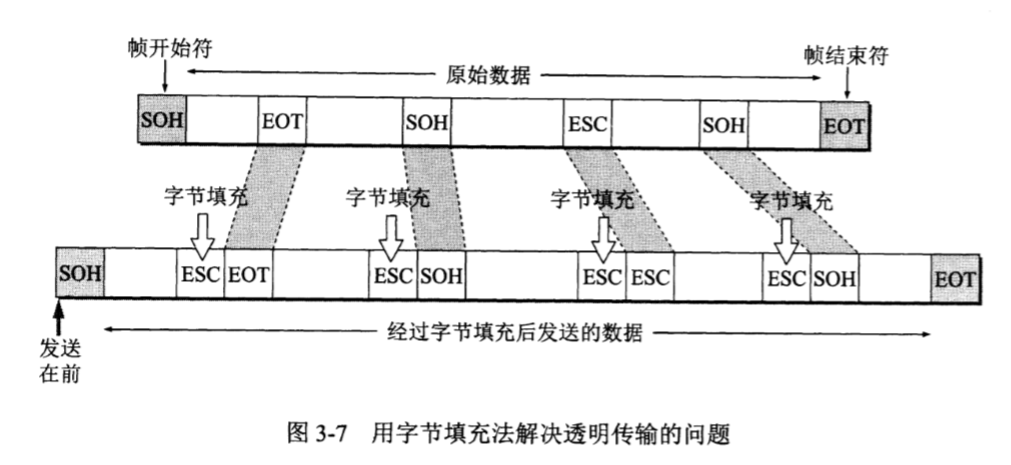 帧开始符
原始数据
帧结束符
SOH EOT SOH ESC SOH EOT
字节填充 字节填充 字节填充 字节填充
SOH ESC EOT ESC SOH ESC ESC ESC SOH EOT
经过字节填充后发送的数据
发送
在前
图 3-7 用字节填充法解决透明传输的问题